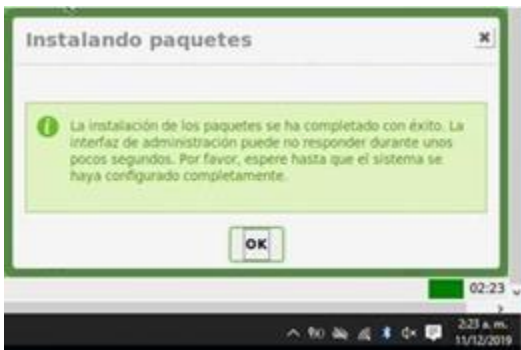 Instalando paquetes
La instalación de los paquetes se ha completado con éxito. La
interfaz de administración puede no responder durante unos
pocos segundos. Por favor, espere hasta que el sistema se
haya configurado completamente.
OK
02:23
2:23 a. m.
11/12/2019